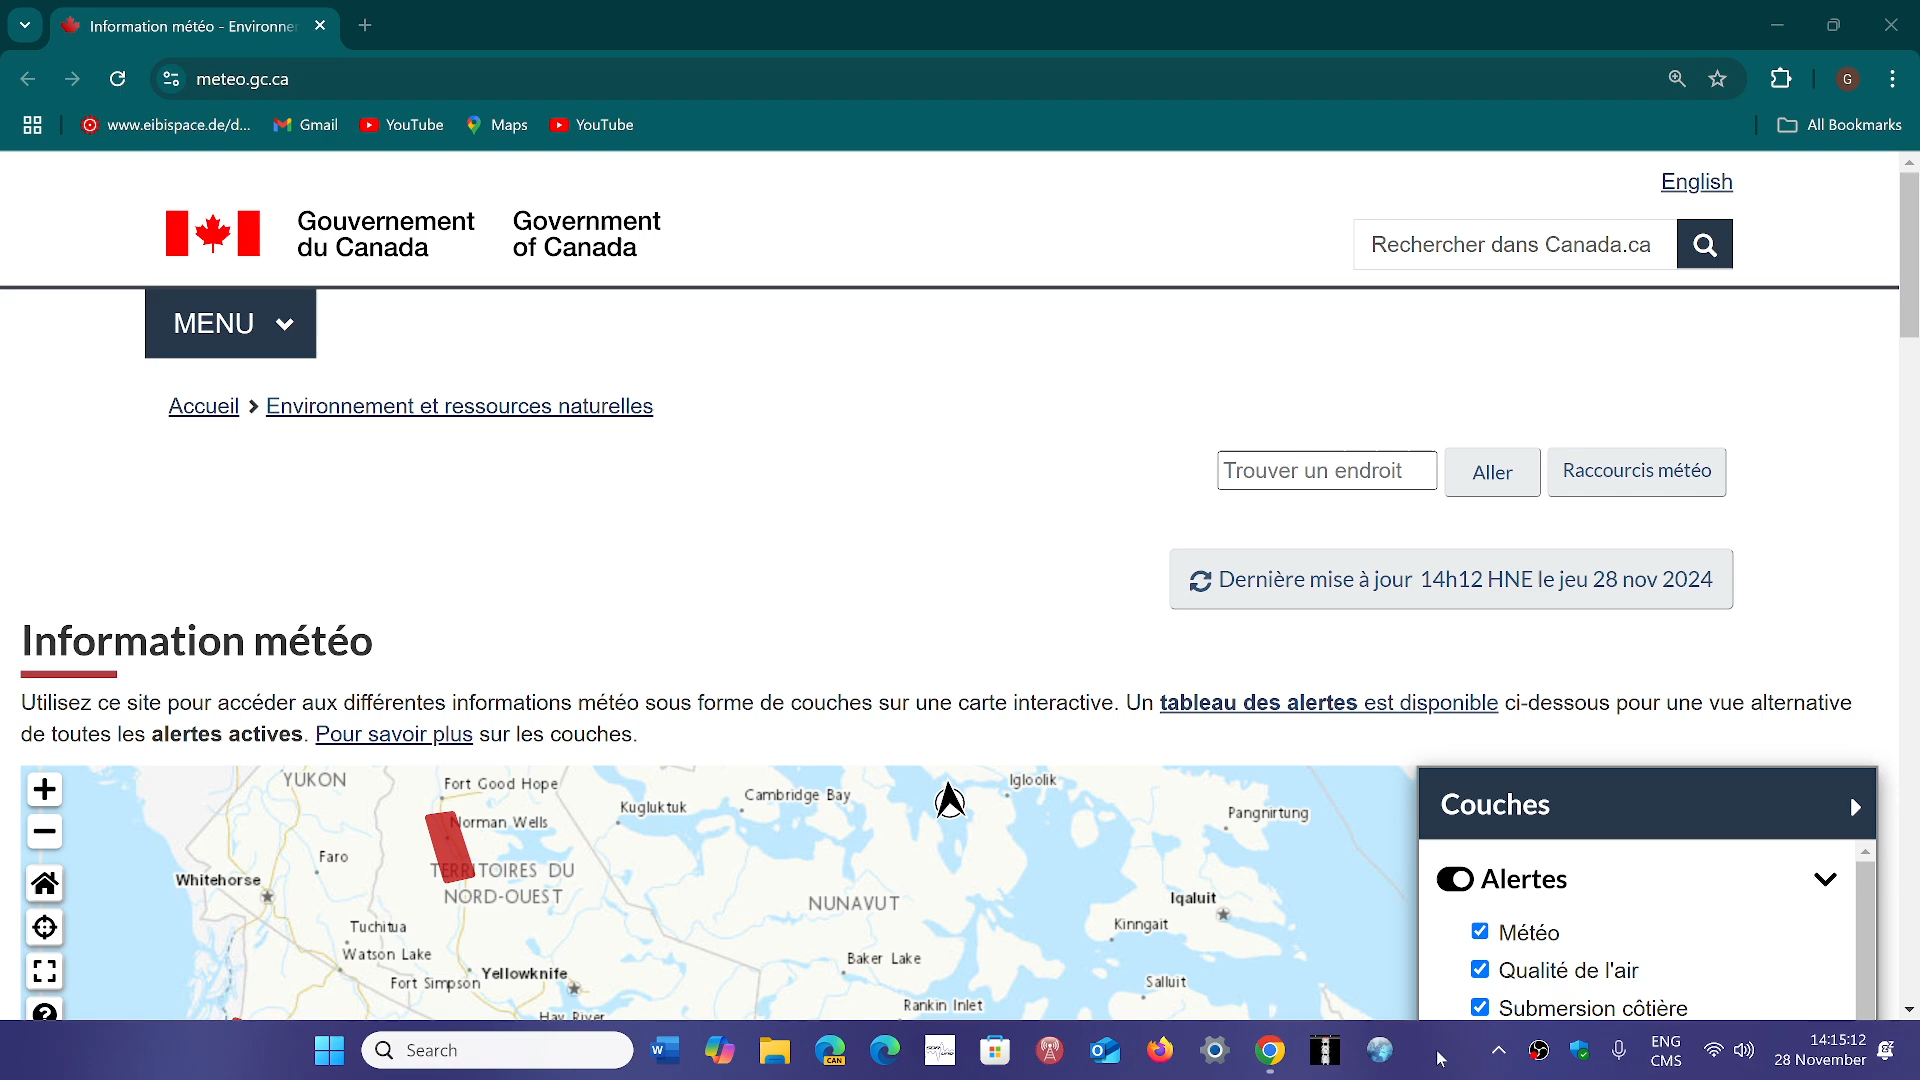 Information météo - Environne
meteo.gc.ca
G
www.eibispace.de/d...
Gmail
YouTube
Maps
YouTube
All Bookmarks
English
Gouvernement
du Canada
Government
of Canada
Rechercher dans Canada.ca
MENU
Accueil
Environnement et ressources naturelles
Trouver un endroit
Aller
Raccourcis météo
Dernière mise à jour 14h12 HNE le jeu 28 nov 2024
Information météo
Utilisez ce site pour accéder aux différentes informations météo sous forme de couches sur une carte interactive. Un tableau des alertes est disponible ci-dessous pour une vue alternative
de toutes les alertes actives. Pour savoir plus sur les couches.
YUKON
Fort Good Hope
Norman Wells
Kugluktuk
Cambridge Bay
Igloolik
Pangnirtung
Faro
TERRITOIRES DU
NORD-OUEST
Whitehorse
NUNAVUT
Iqaluit
Kinngait
Tuchitua
Watson Lake
Baker Lake
Fort Simpson
Yellowknife
Salluit
Rankin Inlet
Hay River
+
−
?
Couches
Alertes
Météo
Qualité de l'air
Submersion côtière
Search
W
CAN
ENG
CMS
14:15:12
28 November